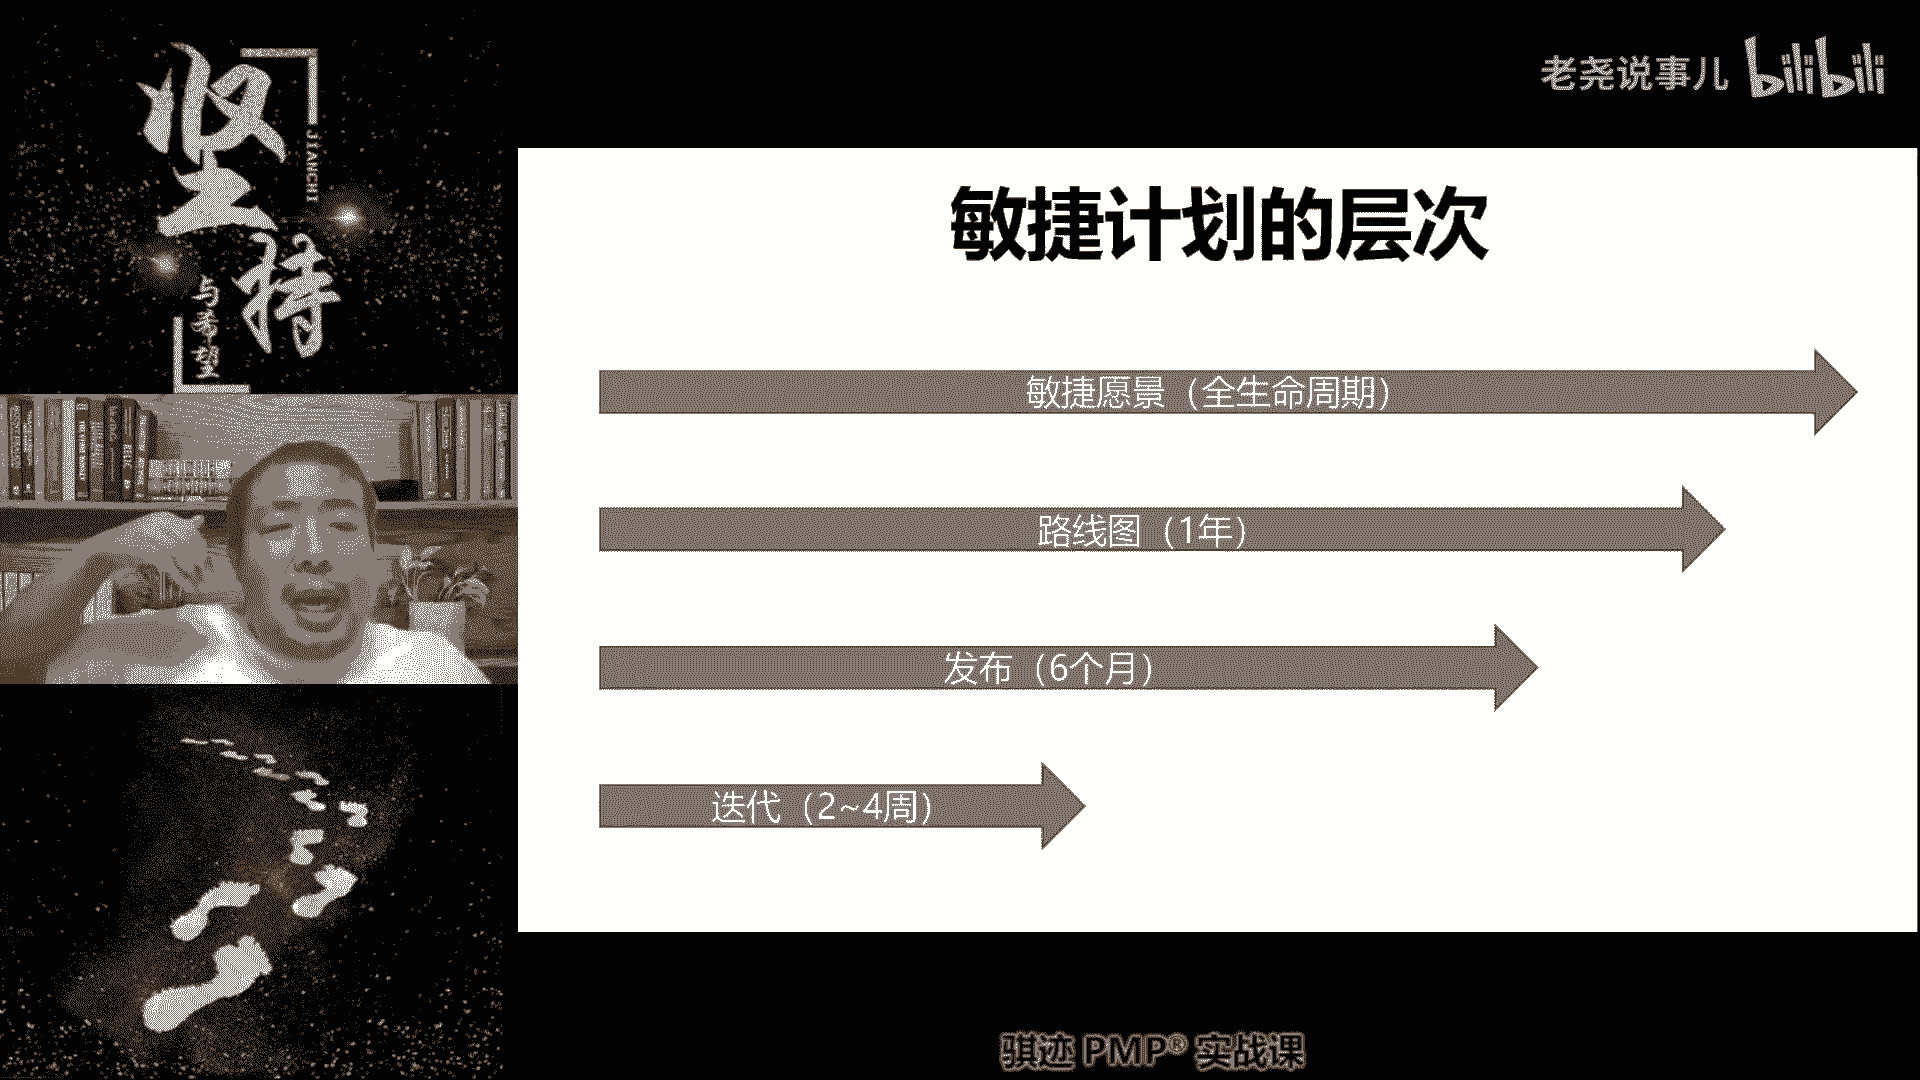 坚持
与希望
JIANCHI
老尧说事儿 bilibili
敏捷计划的层次
敏捷愿景（全生命周期）
路线图（1年）
发布（6个月）
迭代（2~4周）
骐迹 PMP® 实战课